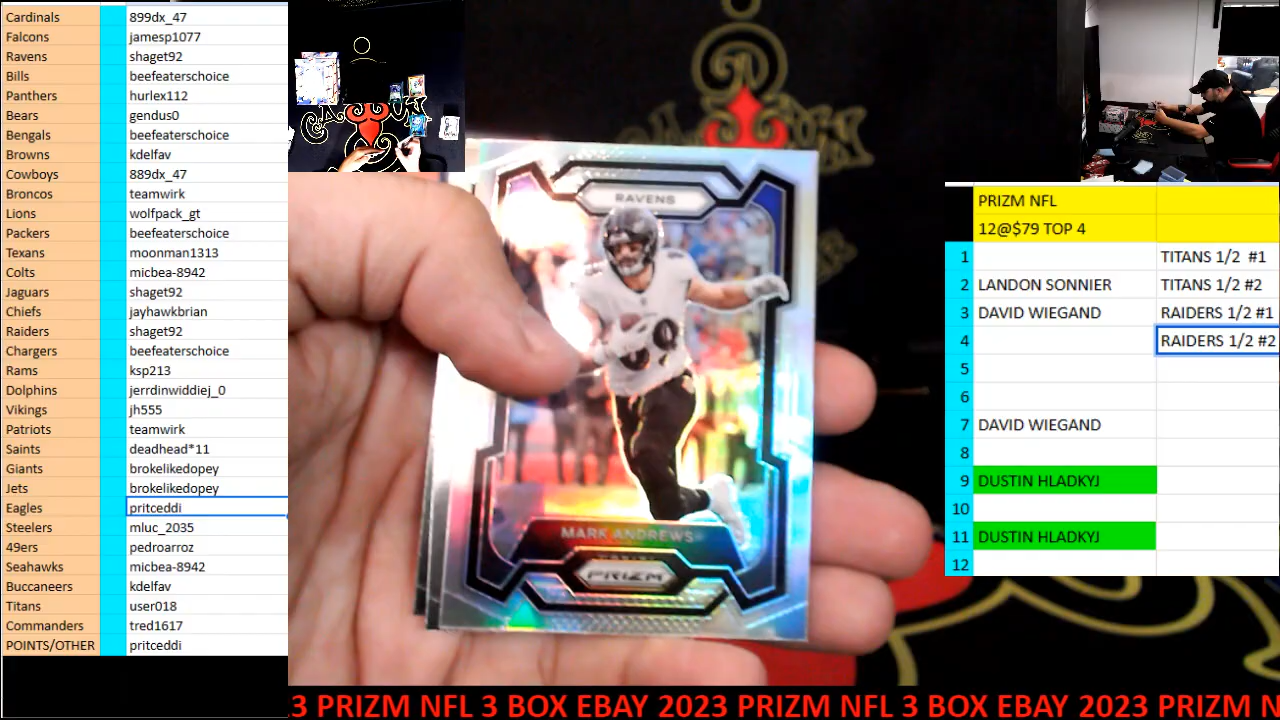 Cardinals 899dx_47
Falcons jamesp1077
Ravens shaget92
Bills beefeaterschoice
Panthers hurlex112
Bears gendus0
Bengals beefeaterschoice
Browns kdelfav
Cowboys 889dx_47
Broncos teamwirk
Lions wolfpack_gt
Packers beefeaterschoice
Texans moonman1313
Colts micbea-8942
Jaguars shaget92
Chiefs jayhawkbrian
Raiders shaget92
Chargers beefeaterschoice
Rams ksp213
Dolphins jerrdinwiddiej_0
Vikings jh555
Patriots teamwirk
Saints deadhead*11
Giants brokelikedopey
Jets brokelikedopey
Eagles pritceddi
Steelers mluc_2035
49ers pedroarroz
Seahawks micbea-8942
Buccaneers kdelfav
Titans user018
Commanders tred1617
POINTS/OTHER pritceddi
RAVENS
MARK ANDREWS
PRIZM
PRIZM NFL
12@$79 TOP 4
1 TITANS 1/2 #1
2 LANDON SONNIER TITANS 1/2 #2
3 DAVID WIEGAND RAIDERS 1/2 #1
4 RAIDERS 1/2 #2
5
6
7 DAVID WIEGAND
8
9 DUSTIN HLADKYJ
10
11 DUSTIN HLADKYJ
12
3 PRIZM NFL 3 BOX EBAY 2023 PRIZM NFL 3 BOX EBAY 2023 PRIZM N